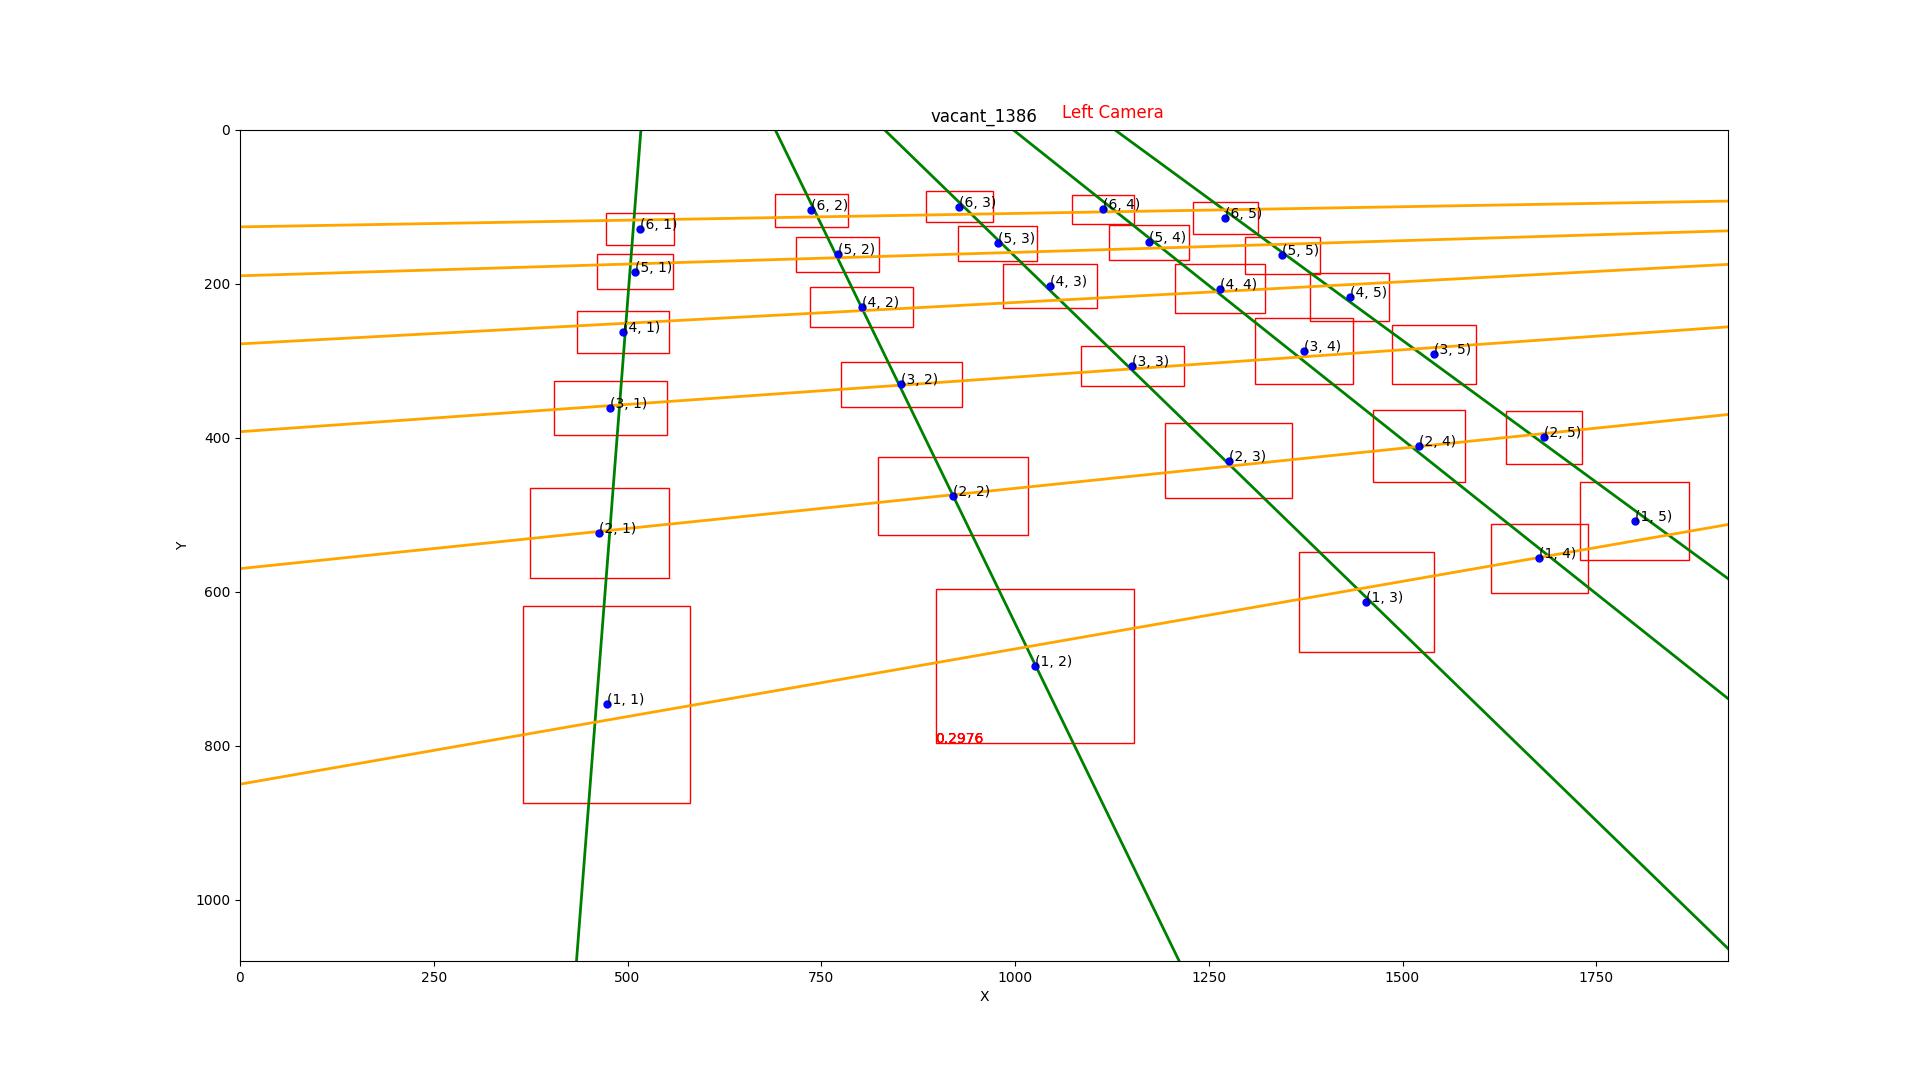 vacant_1386 Left Camera
0
(6, 1) (6, 2) (6, 3) (6, 4) (6, 5)
(5, 1) (5, 2) (5, 3) (5, 4) (5, 5)
200
(4, 1) (4, 2) (4, 3) (4, 4) (4, 5)
(3, 1) (3, 2) (3, 3) (3, 4) (3, 5)
400
(2, 1) (2, 2) (2, 3) (2, 4) (2, 5)
Y
600
(1, 1) (1, 2) (1, 3) (1, 4) (1, 5)
0.2976
800
1000
0 250 500 750 1000 1250 1500 1750
X